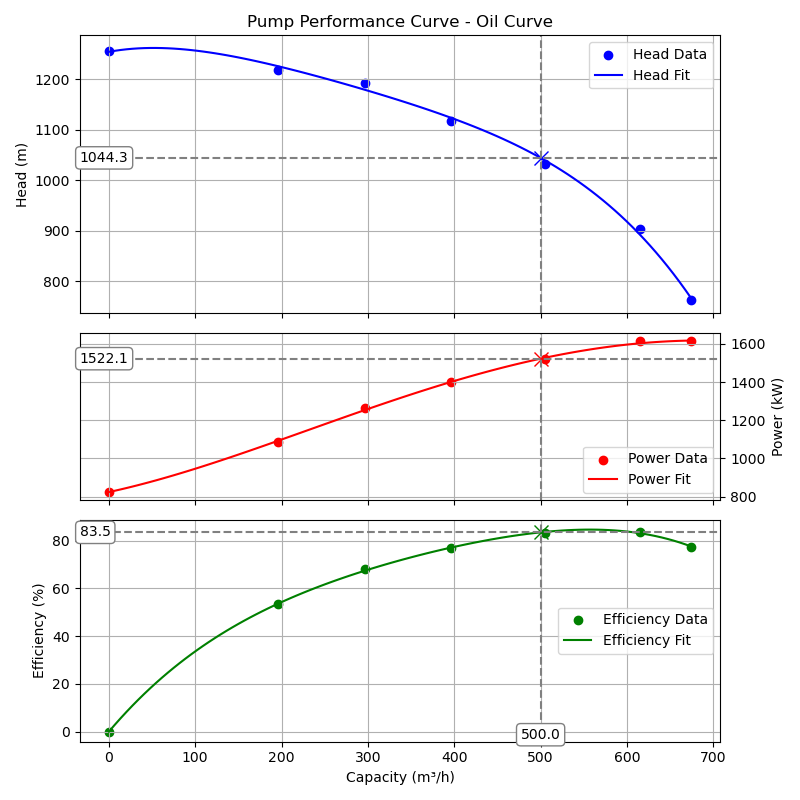 Pump Performance Curve - Oil Curve
Head Data
Head Fit
1200
1100
1044.3
1000
900
800
Head (m)
1522.1
1600
1400
1200
1000
800
Power (kW)
Power Data
Power Fit
83.5
80
60
40
20
0
Efficiency (%)
Efficiency Data
Efficiency Fit
500.0
0 100 200 300 400 500 600 700
Capacity (m³/h)